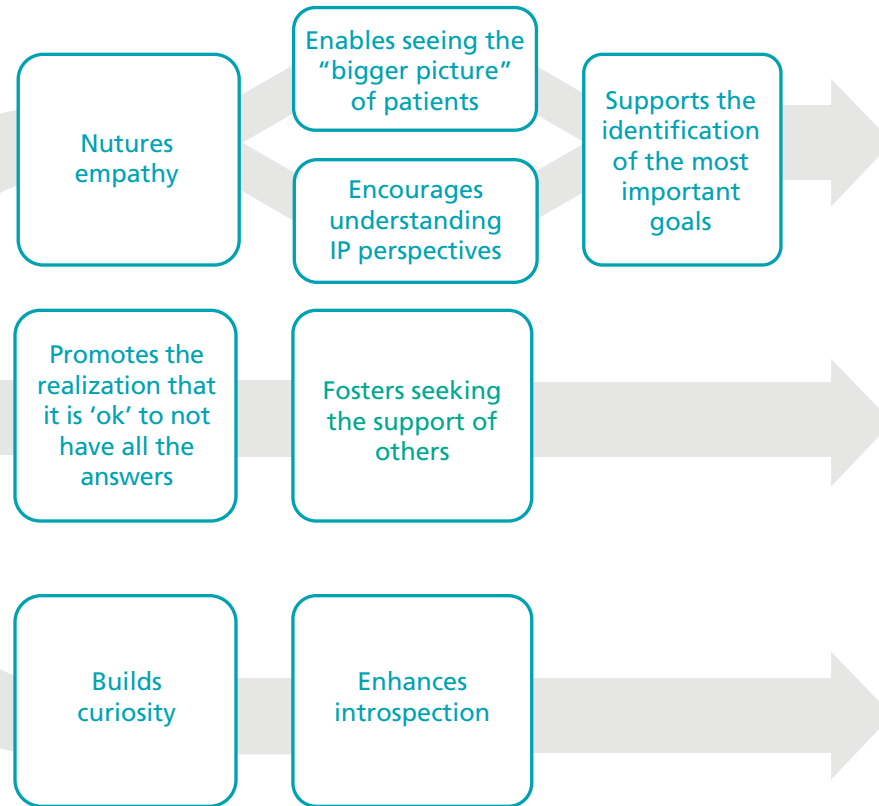 Nutures
empathy
Enables seeing the
“bigger picture”
of patients
Encourages
understanding
IP perspectives
Supports the
identification
of the most
important
goals
Promotes the
realization that
it is ‘ok’ to not
have all the
answers
Fosters seeking
the support of
others
Builds
curiosity
Enhances
introspection